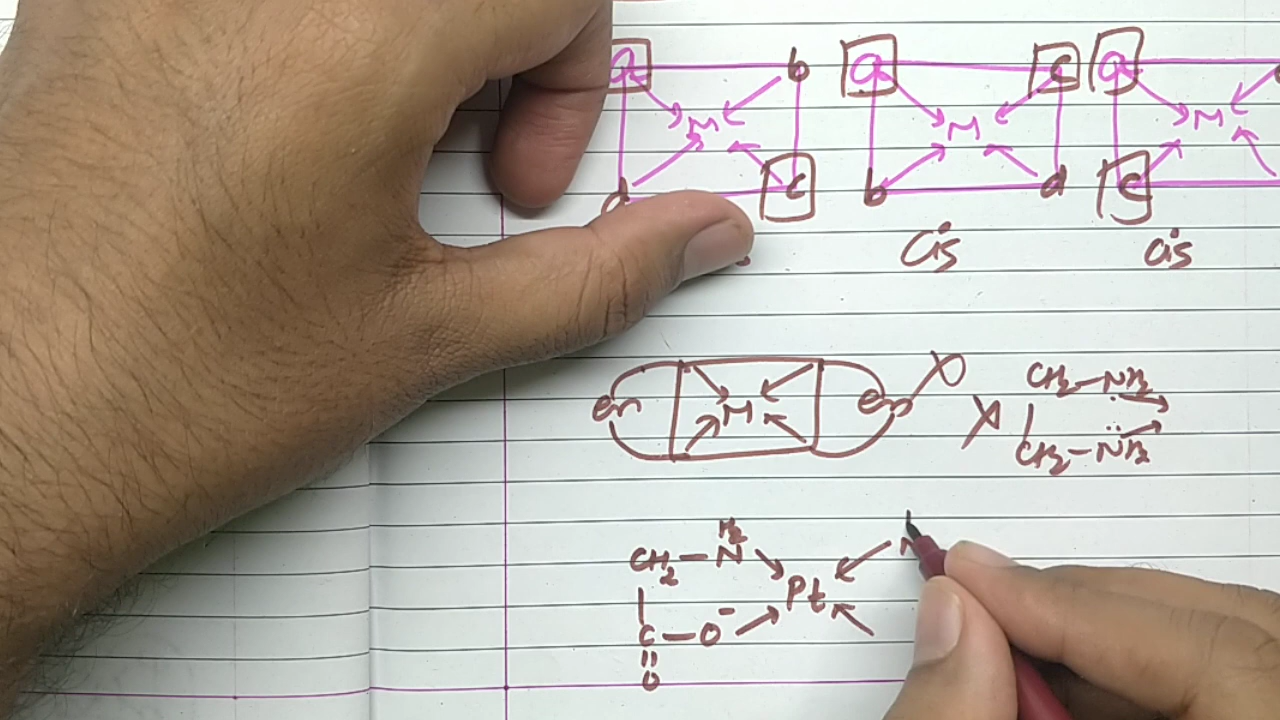 a b a c a
M M M
d c b d c
Cis cis
en M en
CH2-NH2
CH2-N̈H2
CH2-NH2 Pt
C-O⁻
O